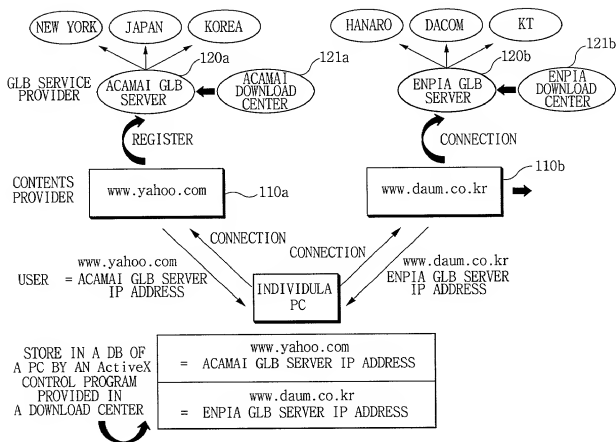 NEW YORK
JAPAN
KOREA
HANARO
DACOM
KT
120a
121a
120b
121b
GLB SERVICE
PROVIDER
ACAMAI GLB
SERVER
ACAMAI
DOWNLOAD
CENTER
ENPIA GLB
SERVER
ENPIA
DOWNLOAD
CENTER
REGISTER
CONNECTION
CONTENTS
PROVIDER
www.yahoo.com
110a
www.daum.co.kr
110b
CONNECTION
CONNECTION
USER
www.yahoo.com
= ACAMAI GLB SERVER
IP ADDRESS
INDIVIDULA
PC
www.daum.co.kr
ENPIA GLB SERVER
IP ADDRESS
STORE IN A DB OF
A PC BY AN ActiveX
CONTROL PROGRAM
PROVIDED IN
A DOWNLOAD CENTER
www.yahoo.com
= ACAMAI GLB SERVER IP ADDRESS
www.daum.co.kr
= ENPIA GLB SERVER IP ADDRESS